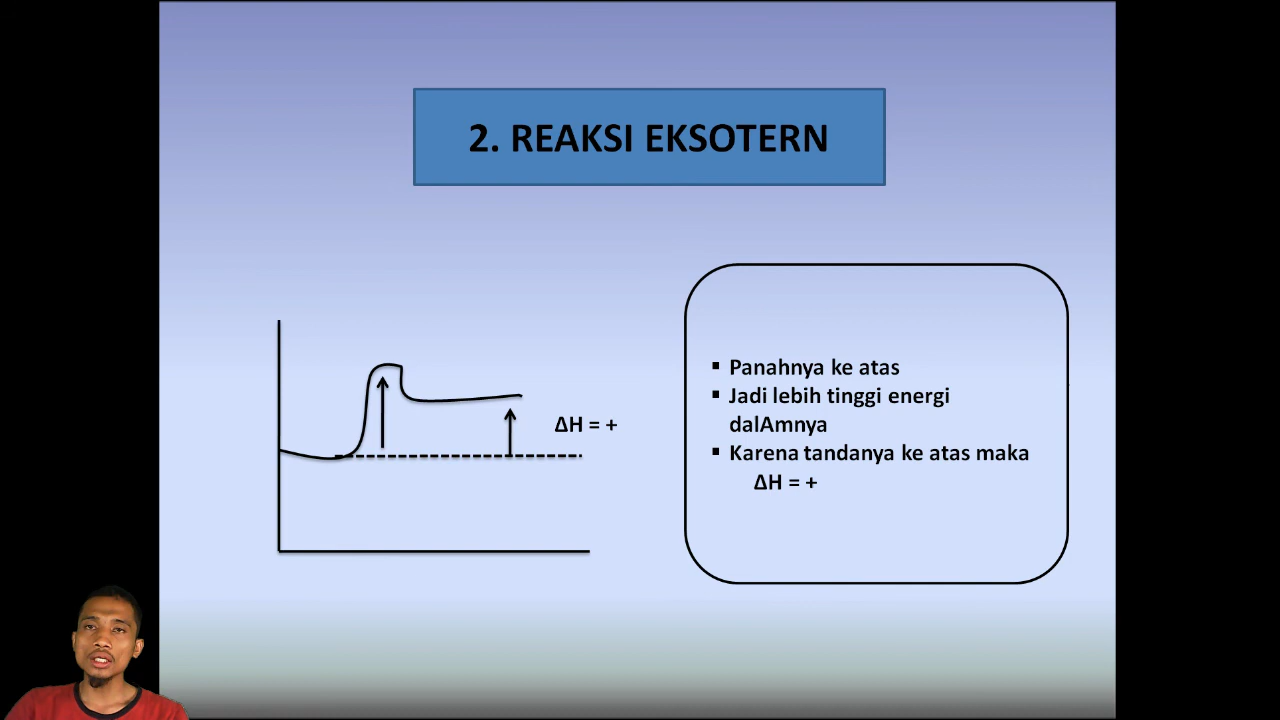 2. REAKSI EKSOTERN
ΔH = +
▪ Panahnya ke atas
▪ Jadi lebih tinggi energi
dalAmnya
▪ Karena tandanya ke atas maka
ΔH = +